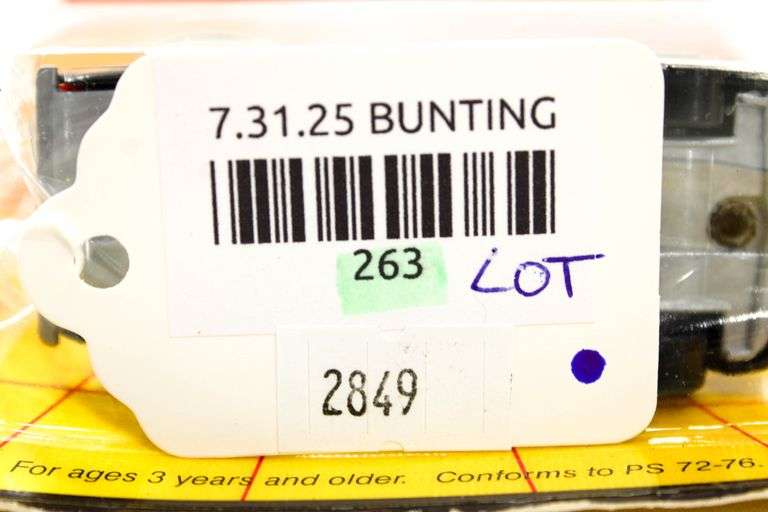 7.31.25 BUNTING
263 LOT
2849
For ages 3 years and older. Conforms to PS 72-76.